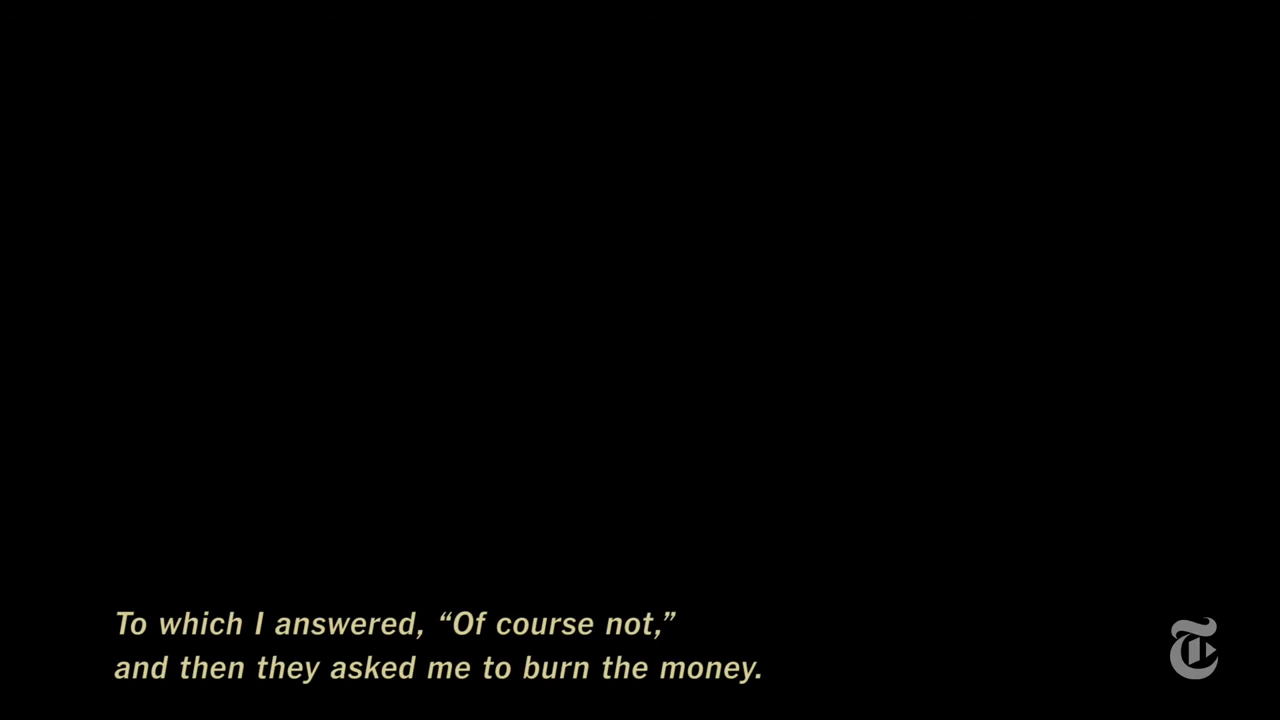 To which I answered, “Of course not,”
and then they asked me to burn the money.